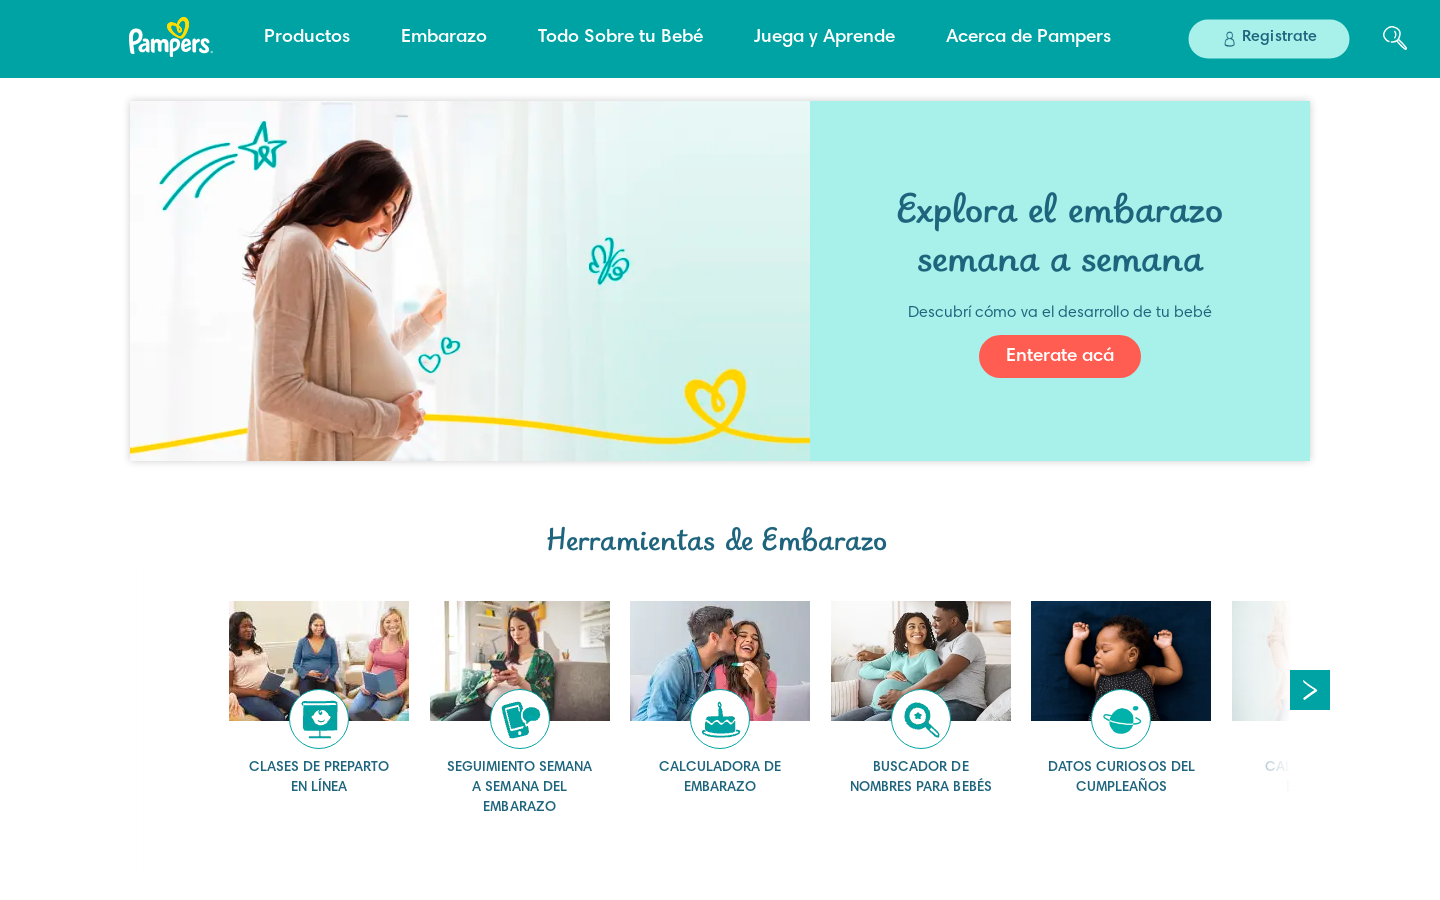 Pampers.
Productos
Embarazo
Todo Sobre tu Bebé
Juega y Aprende
Acerca de Pampers
Registrate
Explora el embarazo
semana a semana
Descubrí cómo va el desarrollo de tu bebé
Enterate acá
Herramientas de Embarazo
CLASES DE PREPARTO
EN LÍNEA
SEGUIMIENTO SEMANA
A SEMANA DEL
EMBARAZO
CALCULADORA DE
EMBARAZO
BUSCADOR DE
NOMBRES PARA BEBÉS
DATOS CURIOSOS DEL
CUMPLEAÑOS